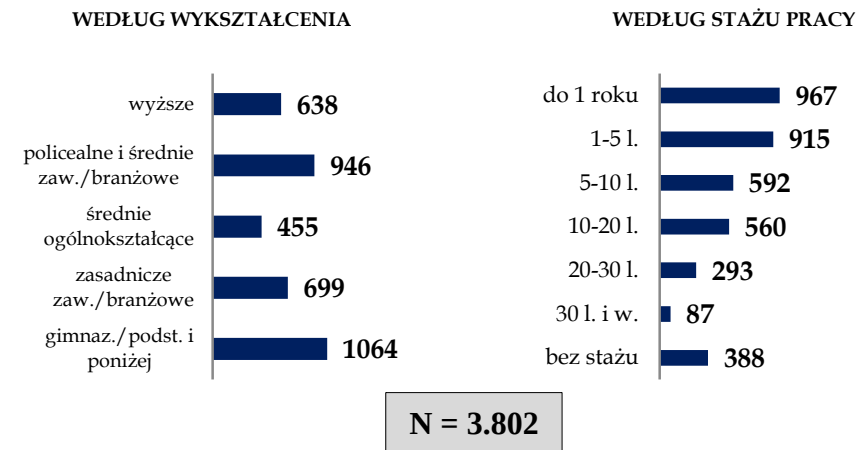 WEDŁUG WYKSZTAŁCENIA
wyższe
638
policealne i średnie
zaw./branżowe
946
średnie
ogólnokształcące
455
zasadnicze
zaw./branżowe
699
gimnaz./podst. i
poniżej
1064
WEDŁUG STAŻU PRACY
do 1 roku
967
1-5 l.
915
5-10 l.
592
10-20 l.
560
20-30 l.
293
30 l. i w.
87
bez stażu
388
N = 3.802